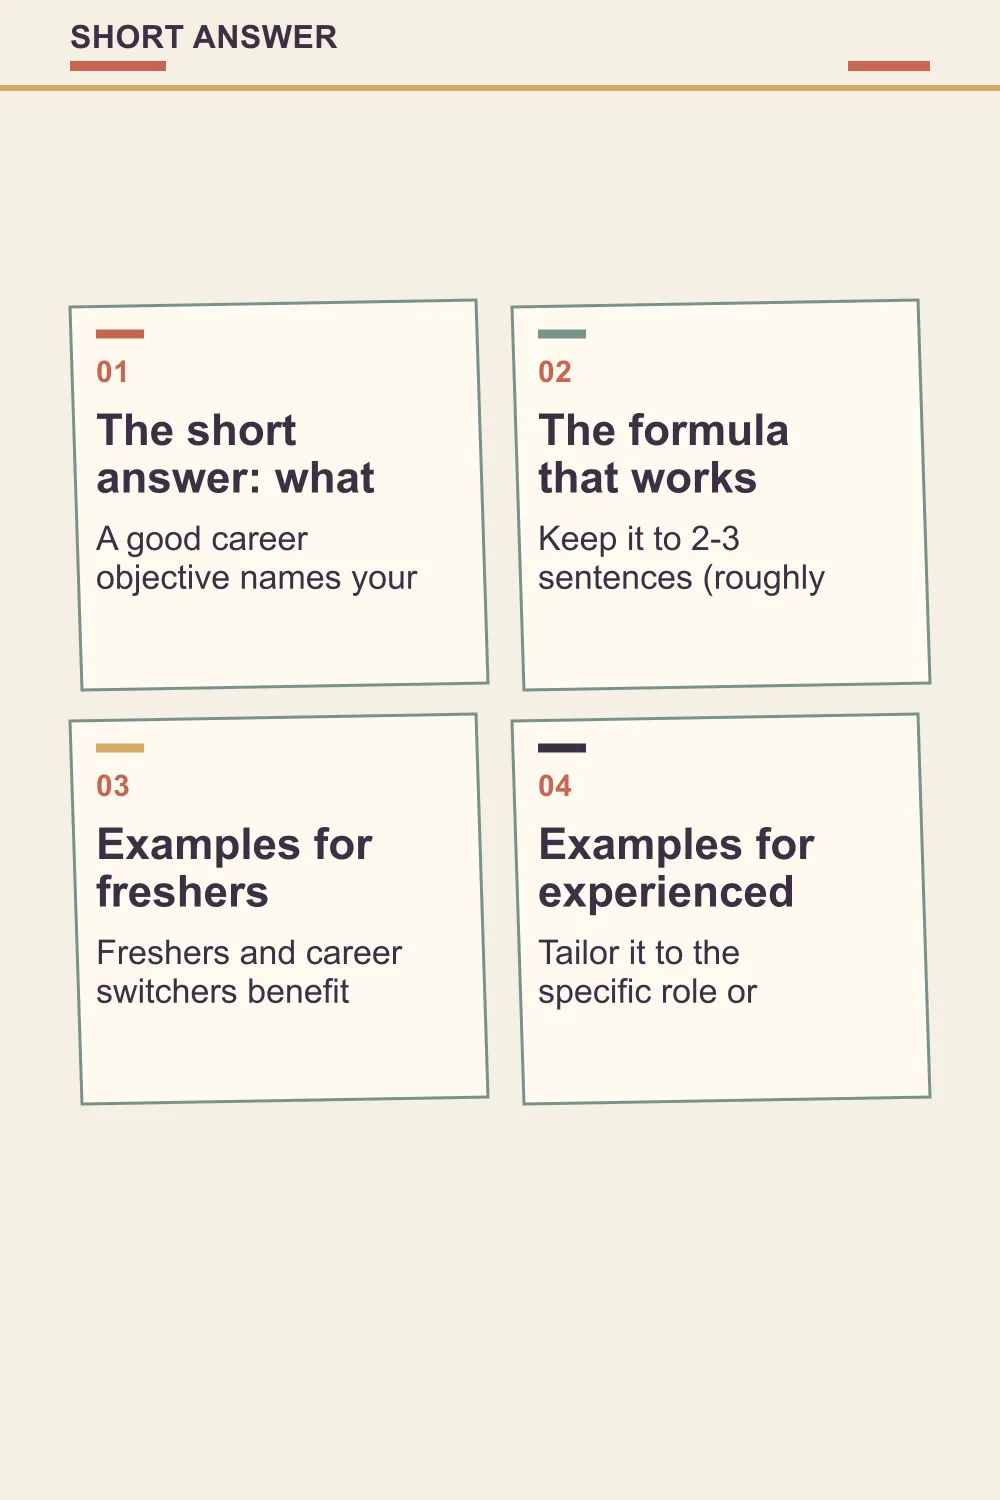 SHORT ANSWER
01
The short
answer: what
A good career
objective names your
02
The formula
that works
Keep it to 2-3
sentences (roughly
03
Examples for
freshers
Freshers and career
switchers benefit
04
Examples for
experienced
Tailor it to the
specific role or